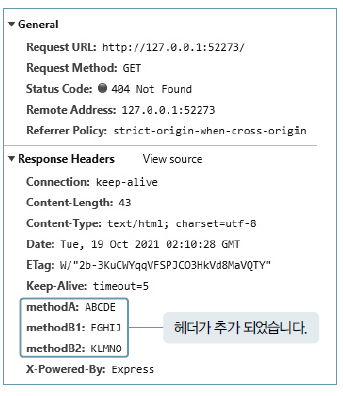 ▼ General
Request URL: http://127.0.0.1:52273/
Request Method: GET
Status Code: 404 Not Found
Remote Address: 127.0.0.1:52273
Referrer Policy: strict-origin-when-cross-origin
▼ Response Headers View source
Connection: keep-alive
Content-Length: 43
Content-Type: text/html; charset=utf-8
Date: Tue, 19 Oct 2021 02:10:28 GMT
ETag: W/"2b-3KuCWYqqVFSPJCO3HkVd8MaVQTY"
Keep-Alive: timeout=5
methodA: ABCDE
methodB1: FGHIJ
methodB2: KLMNO
헤더가 추가 되었습니다.
X-Powered-By: Express